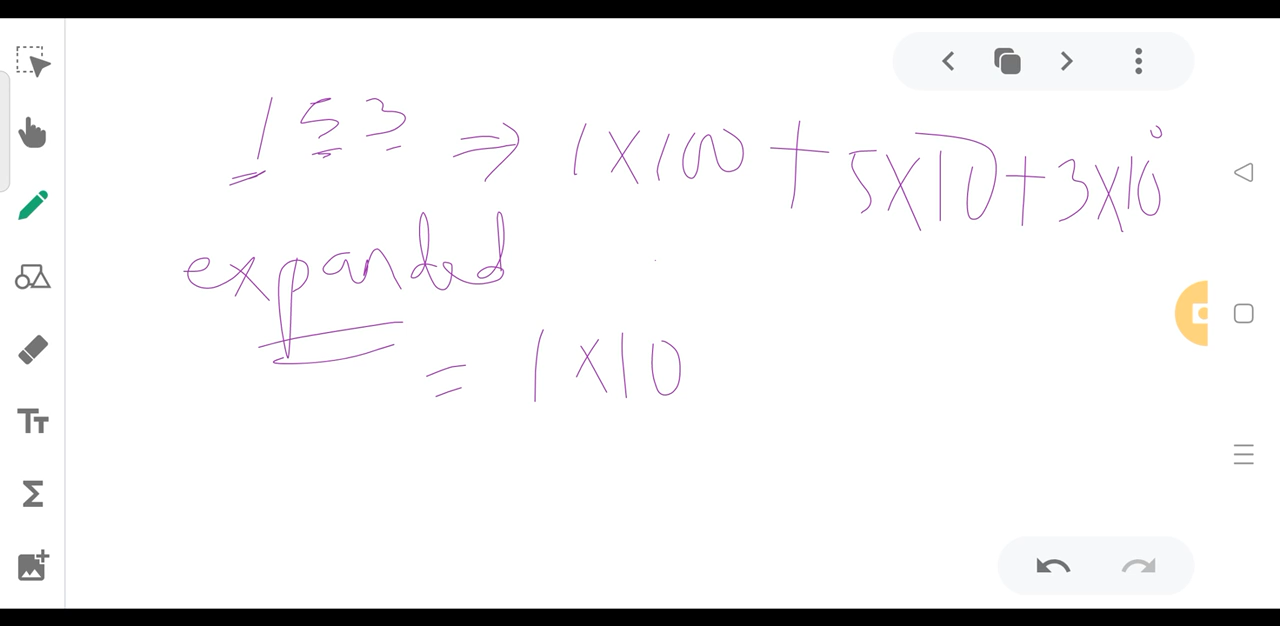 153 ⇒ 1×100 + 5×10 + 3×10⁰
expanded
= 1×10